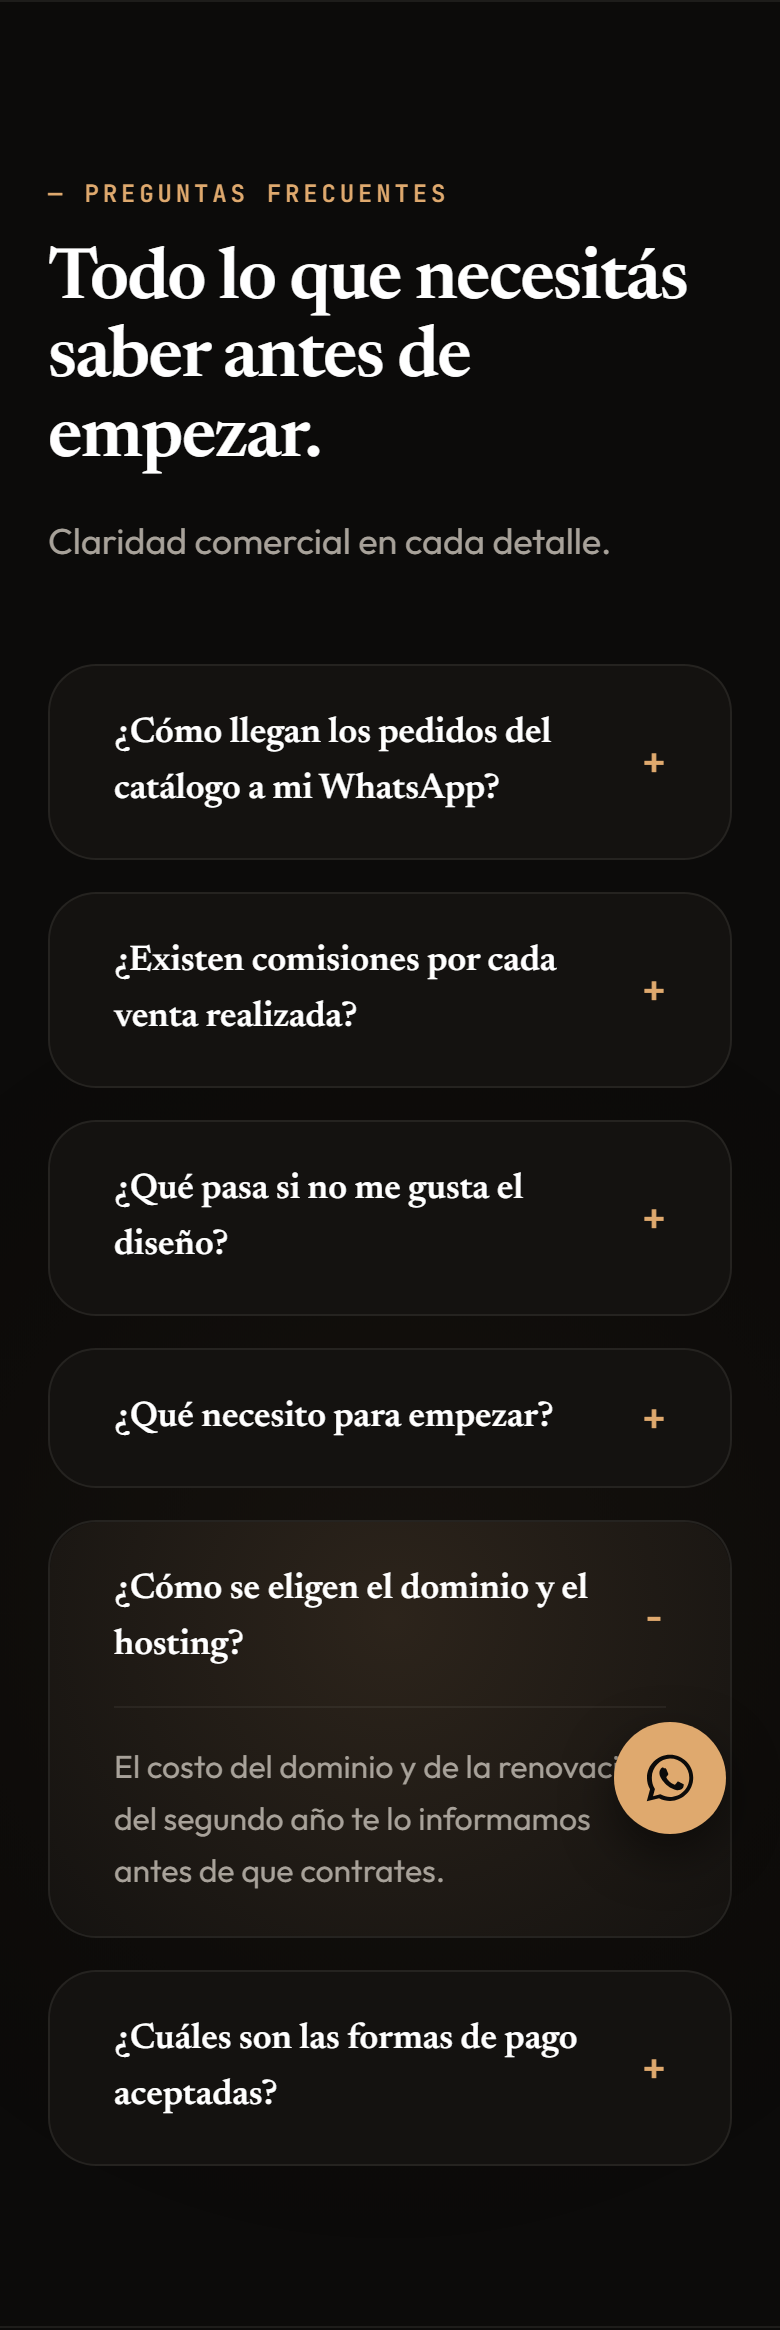 — PREGUNTAS FRECUENTES
Todo lo que necesitás
saber antes de
empezar.
Claridad comercial en cada detalle.
¿Cómo llegan los pedidos del
catálogo a mi WhatsApp?
+
¿Existen comisiones por cada
venta realizada?
+
¿Qué pasa si no me gusta el
diseño?
+
¿Qué necesito para empezar?
+
¿Cómo se eligen el dominio y el
hosting?
-
El costo del dominio y de la
del segundo año te lo informamos
antes de que contrates.
¿Cuáles son las formas de pago
aceptadas?
+